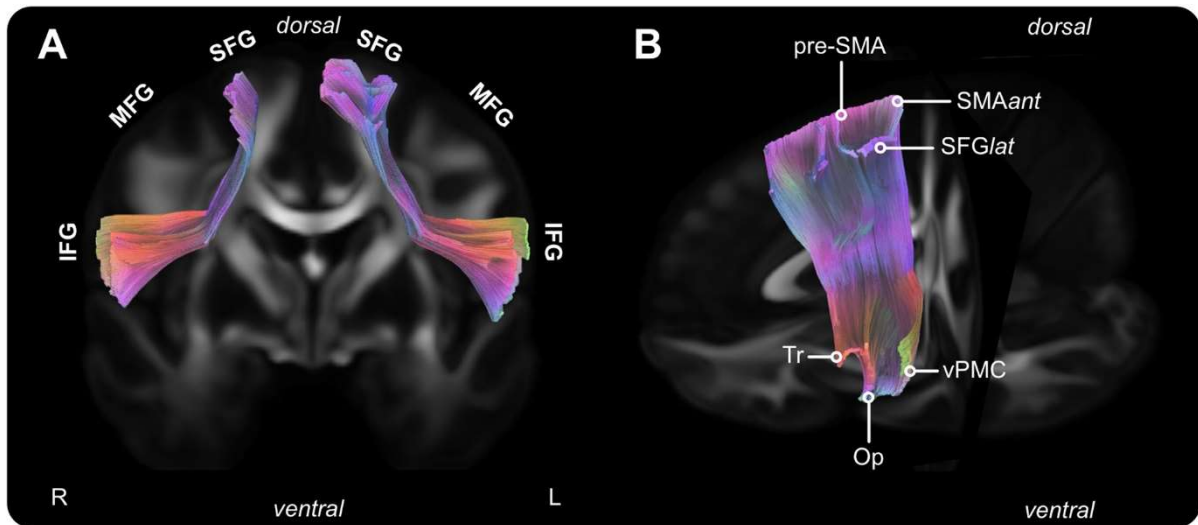 A
dorsal
SFG
SFG
MFG
MFG
IFG
IFG
R
ventral
L
B
dorsal
pre-SMA
SMAant
SFGlat
Tr
vPMC
Op
ventral